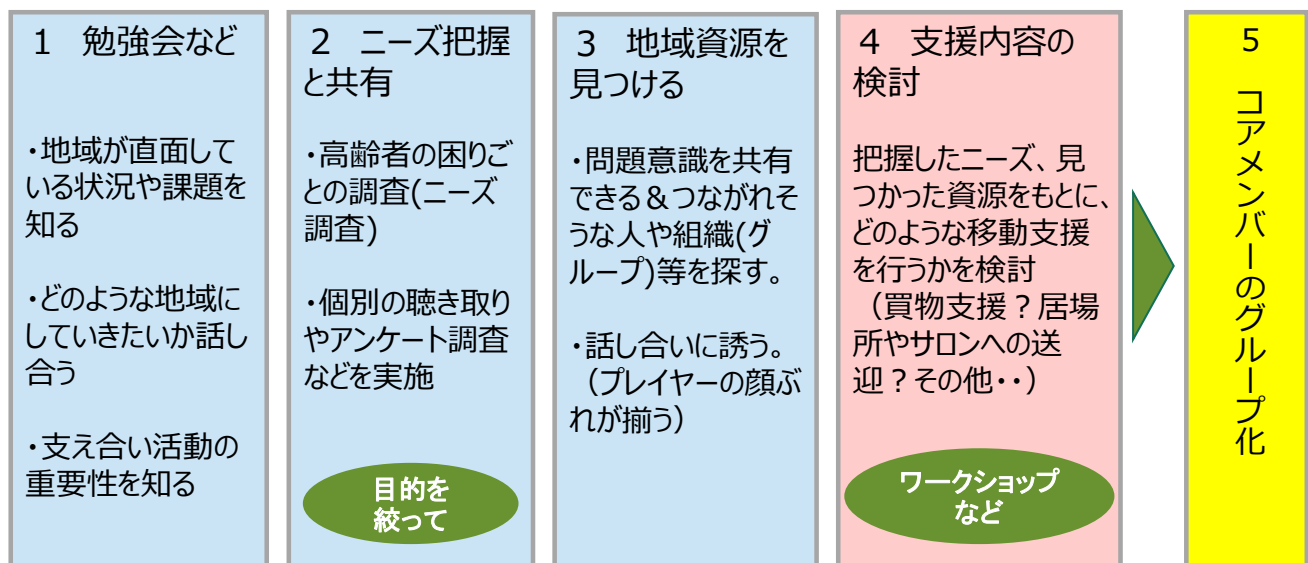 1　勉強会など
・地域が直面して
いる状況や課題を
知る
・どのような地域に
していきたいか話し
合う
・支え合い活動の
重要性を知る
2　ニーズ把握
と共有
・高齢者の困りご
との調査(ニーズ
調査)
・個別の聴き取り
やアンケート調査
などを実施
目的を
絞って
3　地域資源を
見つける
・問題意識を共有
できる＆つながれそ
うな人や組織(グ
ループ)等を探す。
・話し合いに誘う。
（プレイヤーの顔ぶ
れが揃う）
4　支援内容の
検討
把握したニーズ、見
つかった資源をもとに、
どのような移動支援
を行うかを検討
（買物支援？居場
所やサロンへの送
迎？その他・・）
ワークショップ
など
5　コアメンバーのグループ化